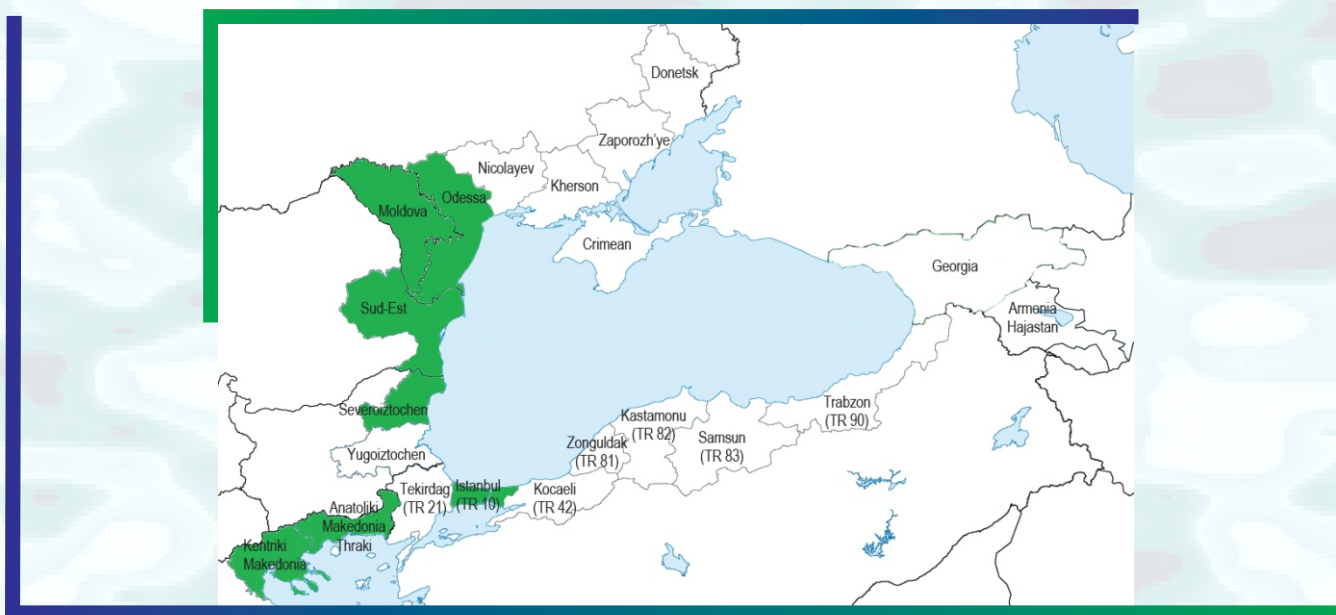 Donetsk
Zaporozh'ye
Nicolayev
Kherson
Odessa
Moldova
Crimean
Georgia
Sud-Est
Armenia
Hajastan
Severoiztochen
Trabzon
(TR 90)
Kastamonu
(TR 82)
Samsun
(TR 83)
Zonguldak
(TR 81)
Yugoiztochen
Tekirdag
(TR 21)
Istanbul
(TR 10)
Kocaeli
(TR 42)
Anatoliki
Makedonia
Thraki
Kentriki
Makedonia